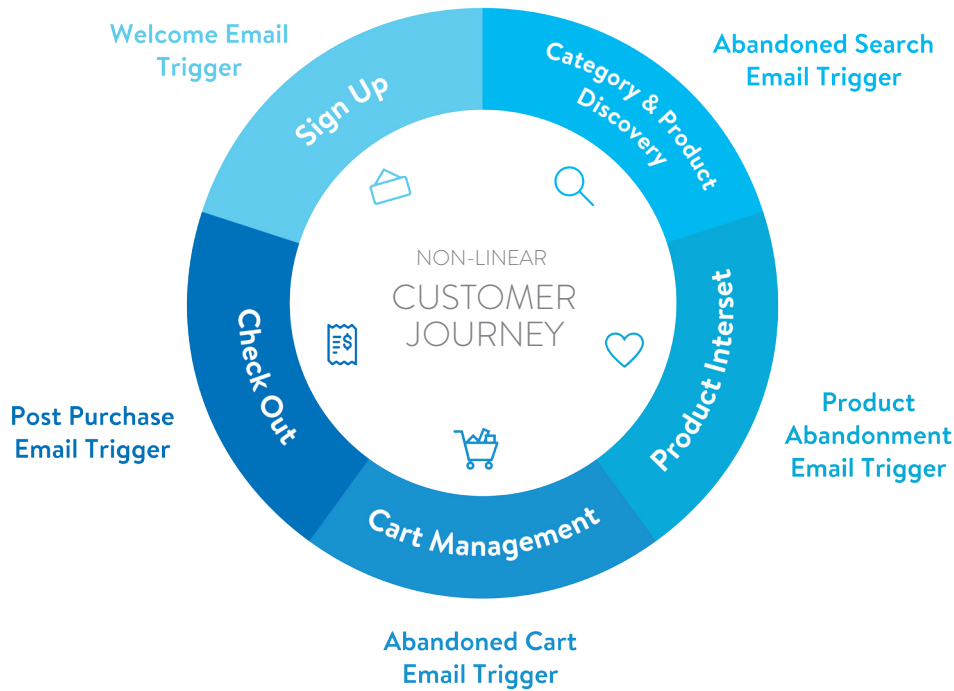 Welcome Email
Trigger
Sign Up
Category & Product
Discovery
Abandoned Search
Email Trigger
NON-LINEAR
CUSTOMER
JOURNEY
$
Check Out
Product Interset
Post Purchase
Email Trigger
Product
Abandonment
Email Trigger
Cart Management
Abandoned Cart
Email Trigger